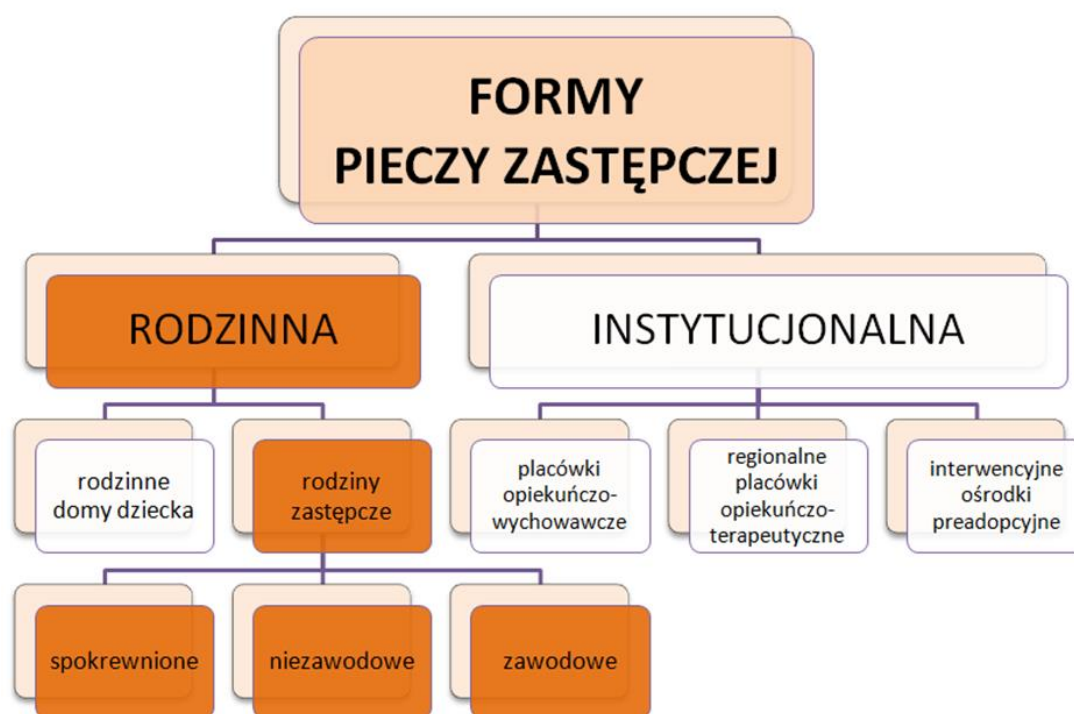 FORMY
PIECZY ZASTĘPCZEJ
RODZINNA
INSTYTUCJONALNA
rodzinne
domy dziecka
rodziny
zastępcze
placówki
opiekuńczo-
wychowawcze
regionalne
placówki
opiekuńczo-
terapeutyczne
interwencyjne
ośrodki
preadopcyjne
spokrewnione
niezawodowe
zawodowe